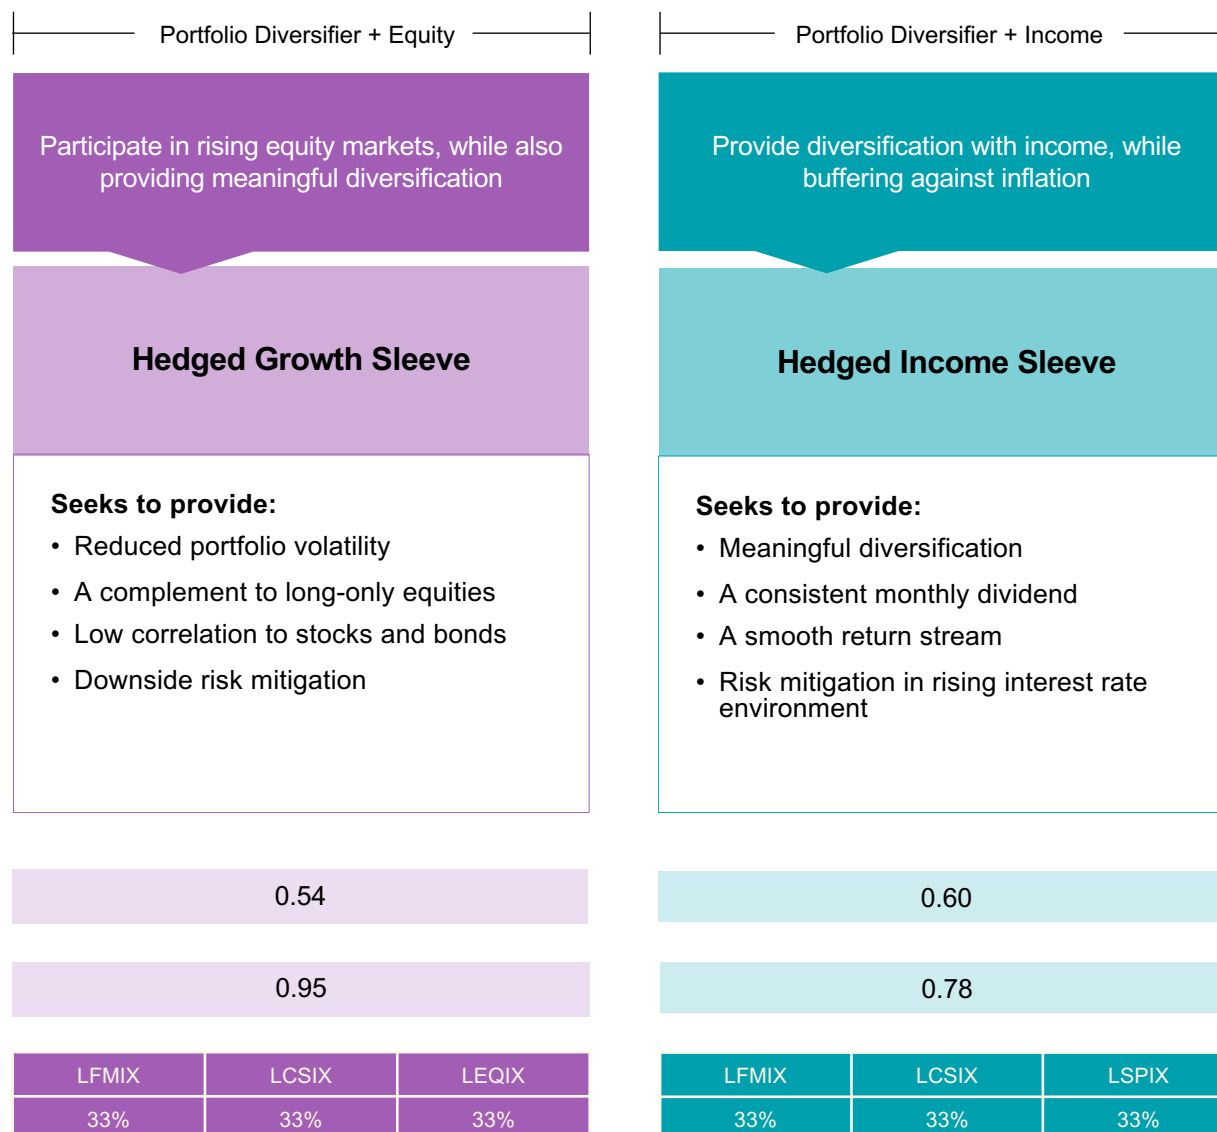 Portfolio Diversifier + Equity
Participate in rising equity markets, while also
providing meaningful diversification
Hedged Growth Sleeve
Seeks to provide:
• Reduced portfolio volatility
• A complement to long-only equities
• Low correlation to stocks and bonds
• Downside risk mitigation
0.54
0.95
LFMIX LCSIX LEQIX
33% 33% 33%
Portfolio Diversifier + Income
Provide diversification with income, while
buffering against inflation
Hedged Income Sleeve
Seeks to provide:
• Meaningful diversification
• A consistent monthly dividend
• A smooth return stream
• Risk mitigation in rising interest rate
environment
0.60
0.78
LFMIX LCSIX LSPIX
33% 33% 33%